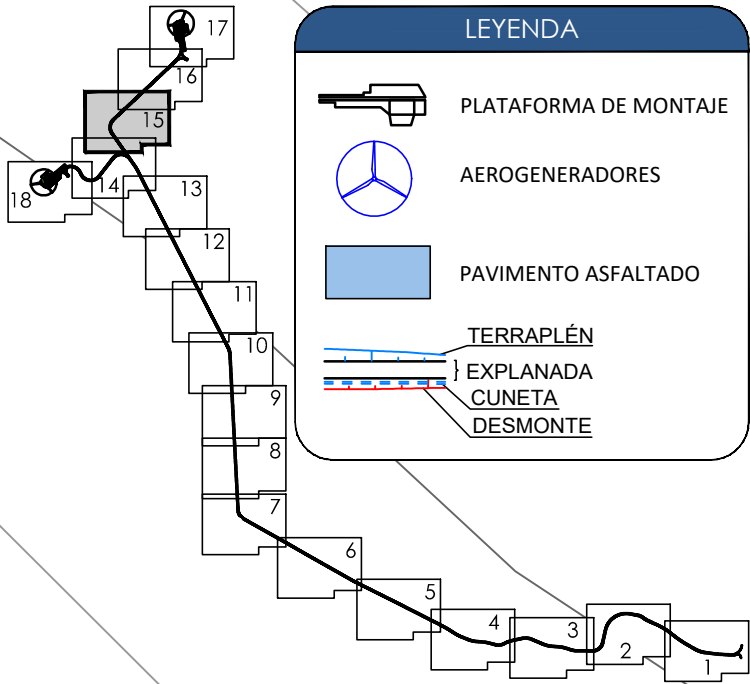 LEYENDA
PLATAFORMA DE MONTAJE
AEROGENERADORES
PAVIMENTO ASFALTADO
TERRAPLÉN
} EXPLANADA
CUNETA
DESMONTE
17
16
15
14
18
13
12
11
10
9
8
7
6
5
4
3
2
1